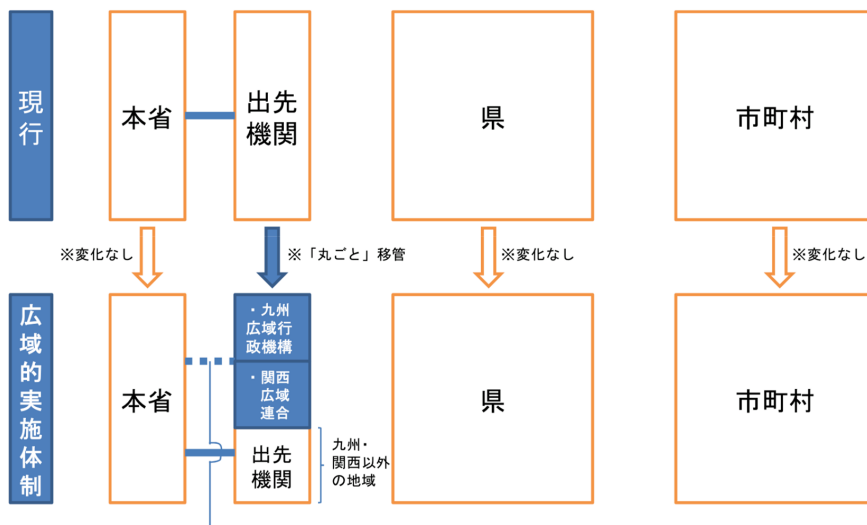 現行
本省
出先
機関
県
市町村
※変化なし
※「丸ごと」移管
※変化なし
※変化なし
広域的実施体制
本省
・九州
広域行
政機構
・関西
広域
連合
出先
機関
九州・
関西以外
の地域
県
市町村